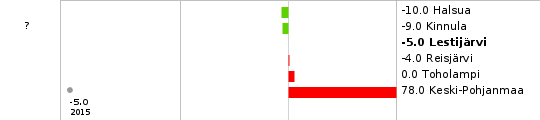 ?
-10.0 Halsua
-9.0 Kinnula
-5.0 Lestijärvi
-4.0 Reisjärvi
0.0 Toholampi
78.0 Keski-Pohjanmaa
-5.0
2015